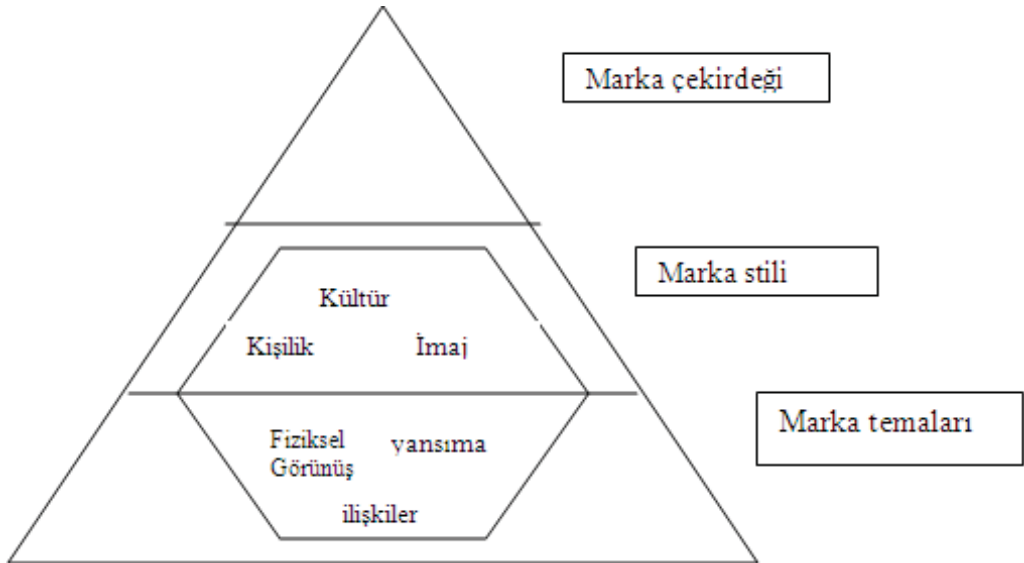 Marka çekirdeği
Marka stili
Kültür
Kişilik İmaj
Marka temaları
Fiziksel yansıma
Görünüş
ilişkiler